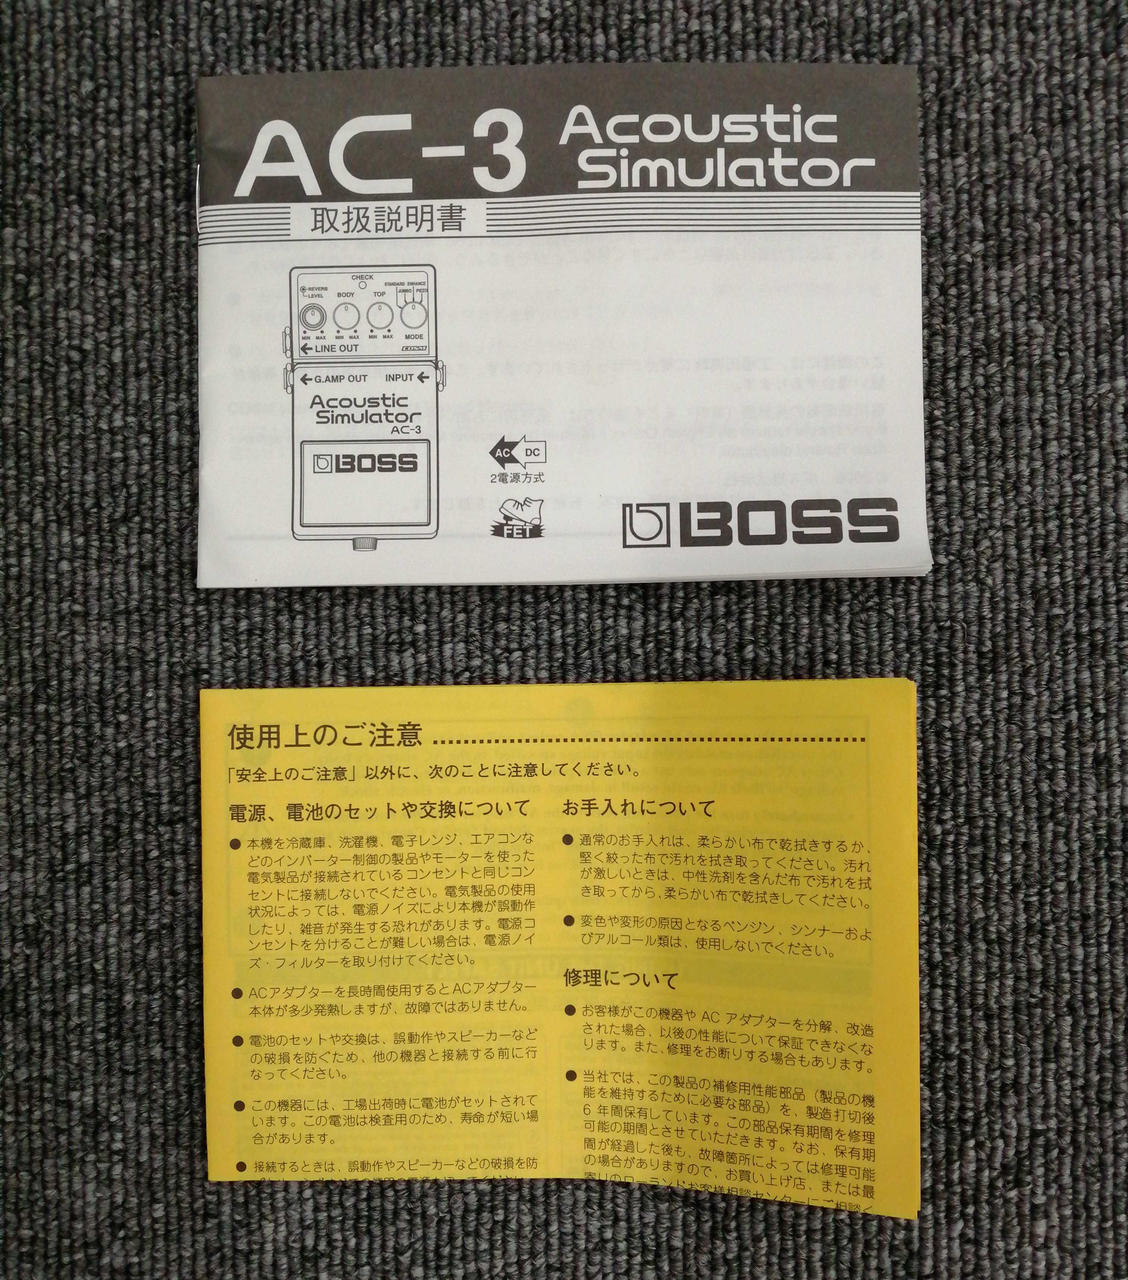 AC-3 Acoustic
Simulator
取扱説明書
CHECK
REVERB
LEVEL
BODY
TOP
STANDARD ENHANCE
JUMBO PIEZO
MIN MAX MIN MAX MIN MAX MODE
LINE OUT COSM
G.AMP OUT INPUT
Acoustic
Simulator
AC-3
BOSS
AC DC
2電源方式
FET
BOSS
使用上のご注意
「安全上のご注意」以外に、次のことに注意してください。
電源、電池のセットや交換について
● 本機を冷蔵庫、洗濯機、電子レンジ、エアコンな
どのインバーター制御の製品やモーターを使った
電気製品が接続されているコンセントと同じコン
セントに接続しないでください。電気製品の使用
状況によっては、電源ノイズにより本機が誤動作
したり、雑音が発生する恐れがあります。電源コ
ンセントを分けることが難しい場合は、電源ノイ
ズ・フィルターを取り付けてください。
● ACアダプターを長時間使用するとACアダプター
本体が多少発熱しますが、故障ではありません。
● 電池のセットや交換は、誤動作やスピーカーなど
の破損を防ぐため、他の機器と接続する前に行
なってください。
● この機器には、工場出荷時に電池がセットされて
います。この電池は検査用のため、寿命が短い場
合があります。
● 接続するときは、誤動作やスピーカーなどの破損を防
お手入れについて
● 通常のお手入れは、柔らかい布で乾拭きするか、
堅く絞った布で汚れを拭き取ってください。汚れ
が激しいときは、中性洗剤を含んだ布で汚れを拭
き取ってから、柔らかい布で乾拭きしてください。
● 変色や変形の原因となるベンジン、シンナーおよ
びアルコール類は、使用しないでください。
修理について
● お客様がこの機器や AC アダプターを分解、改造
された場合、以後の性能について保証できなくな
ります。また、修理をお断りする場合もあります。
● 当社では、この製品の補修用性能部品（製品の機
能を維持するために必要な部品）を、製造打切後
6 年間保有しています。この部品保有期間を修理
可能の期間とさせていただきます。なお、保有期
間が経過した後も、故障箇所によっては修理可能
の場合がありますので、お買い上げ店、または最
寄りのローランドお客様相談センターにご相談く